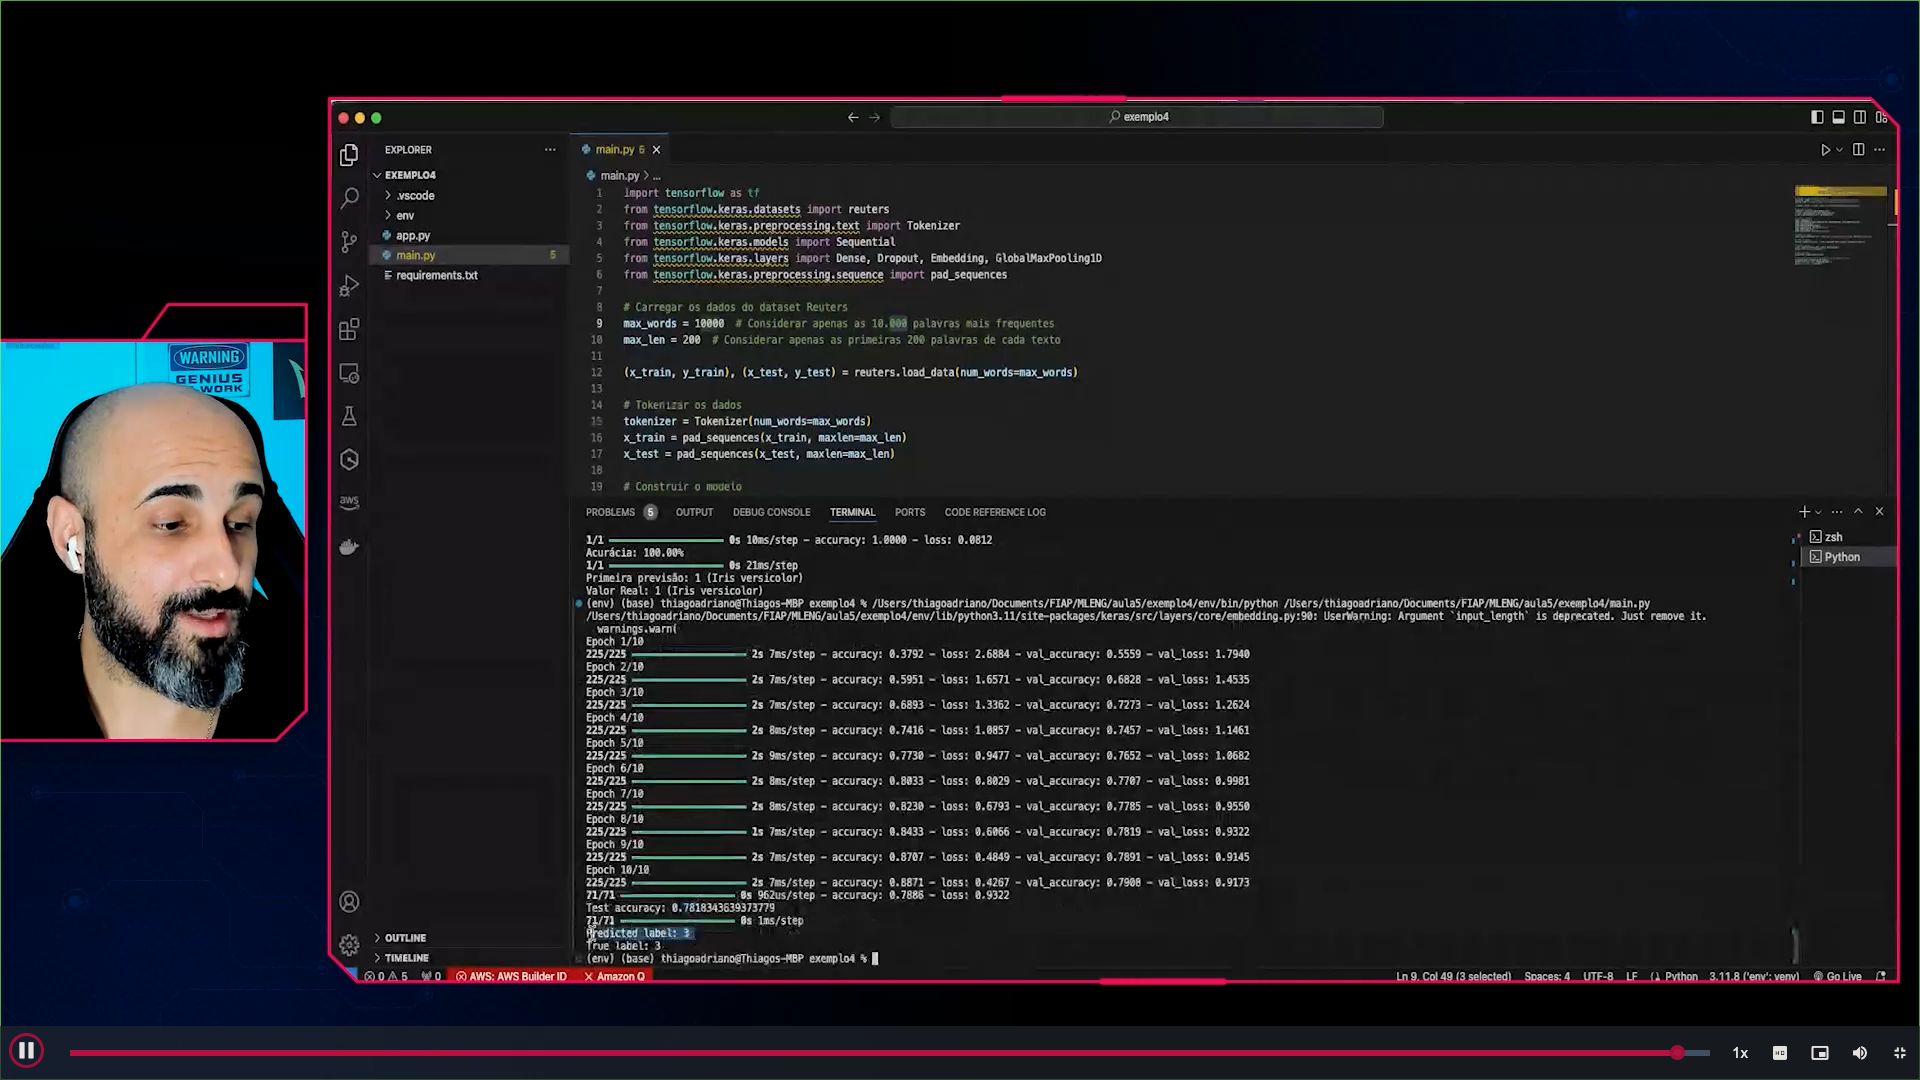 exemplo4
EXPLORER
EXEMPLO4
.vscode
env
app.py
main.py 5
requirements.txt
OUTLINE
TIMELINE
aws
WARNING
GENIUS
WORK
main.py 5
main.py > ...
1 import tensorflow as tf
2 from tensorflow.keras.datasets import reuters
3 from tensorflow.keras.preprocessing.text import Tokenizer
4 from tensorflow.keras.models import Sequential
5 from tensorflow.keras.layers import Dense, Dropout, Embedding, GlobalMaxPooling1D
6 from tensorflow.keras.preprocessing.sequence import pad_sequences
7
8 # Carregar os dados do dataset Reuters
9 max_words = 10000 # Considerar apenas as 10.000 palavras mais frequentes
10 max_len = 200 # Considerar apenas as primeiras 200 palavras de cada texto
11
12 (x_train, y_train), (x_test, y_test) = reuters.load_data(num_words=max_words)
13
14 # Tokenizar os dados
15 tokenizer = Tokenizer(num_words=max_words)
16 x_train = pad_sequences(x_train, maxlen=max_len)
17 x_test = pad_sequences(x_test, maxlen=max_len)
18
19 # Construir o modelo
PROBLEMS 5 OUTPUT DEBUG CONSOLE TERMINAL PORTS CODE REFERENCE LOG
zsh
Python
1/1 0s 10ms/step - accuracy: 1.0000 - loss: 0.0812
Acurácia: 100.00%
1/1 0s 21ms/step
Primeira previsão: 1 (Iris versicolor)
Valor Real: 1 (Iris versicolor)
(env) (base) thiagoadriano@Thiagos-MBP exemplo4 % /Users/thiagoadriano/Documents/FIAP/MLENG/aula5/exemplo4/env/bin/python /Users/thiagoadriano/Documents/FIAP/MLENG/aula5/exemplo4/main.py
/Users/thiagoadriano/Documents/FIAP/MLENG/aula5/exemplo4/env/lib/python3.11/site-packages/keras/src/layers/core/embedding.py:90: UserWarning: Argument `input_length` is deprecated. Just remove it.
warnings.warn(
Epoch 1/10
225/225 2s 7ms/step - accuracy: 0.3792 - loss: 2.6884 - val_accuracy: 0.5559 - val_loss: 1.7940
Epoch 2/10
225/225 2s 7ms/step - accuracy: 0.5951 - loss: 1.6571 - val_accuracy: 0.6828 - val_loss: 1.4535
Epoch 3/10
225/225 2s 7ms/step - accuracy: 0.6893 - loss: 1.3362 - val_accuracy: 0.7273 - val_loss: 1.2624
Epoch 4/10
225/225 2s 8ms/step - accuracy: 0.7416 - loss: 1.0857 - val_accuracy: 0.7457 - val_loss: 1.1461
Epoch 5/10
225/225 2s 9ms/step - accuracy: 0.7730 - loss: 0.9477 - val_accuracy: 0.7652 - val_loss: 1.0682
Epoch 6/10
225/225 2s 8ms/step - accuracy: 0.8033 - loss: 0.8029 - val_accuracy: 0.7707 - val_loss: 0.9981
Epoch 7/10
225/225 2s 8ms/step - accuracy: 0.8230 - loss: 0.6793 - val_accuracy: 0.7785 - val_loss: 0.9550
Epoch 8/10
225/225 1s 7ms/step - accuracy: 0.8433 - loss: 0.6066 - val_accuracy: 0.7819 - val_loss: 0.9322
Epoch 9/10
225/225 2s 7ms/step - accuracy: 0.8707 - loss: 0.4849 - val_accuracy: 0.7891 - val_loss: 0.9145
Epoch 10/10
225/225 2s 7ms/step - accuracy: 0.8871 - loss: 0.4267 - val_accuracy: 0.7908 - val_loss: 0.9173
71/71 0s 962us/step - accuracy: 0.7886 - loss: 0.9322
Test accuracy: 0.7818343639373779
71/71 0s 1ms/step
Predicted label: 3
True label: 3
(env) (base) thiagoadriano@Thiagos-MBP exemplo4 %
0 5 0 AWS: AWS Builder ID Amazon Q Ln 9, Col 49 (3 selected) Spaces: 4 UTF-8 LF Python 3.11.8 ('env': venv) Go Live
1x